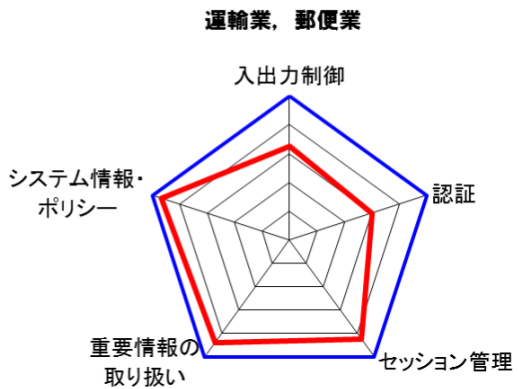 運輸業，郵便業
入出力制御
認証
システム情報・
ポリシー
重要情報の
取り扱い
セッション管理